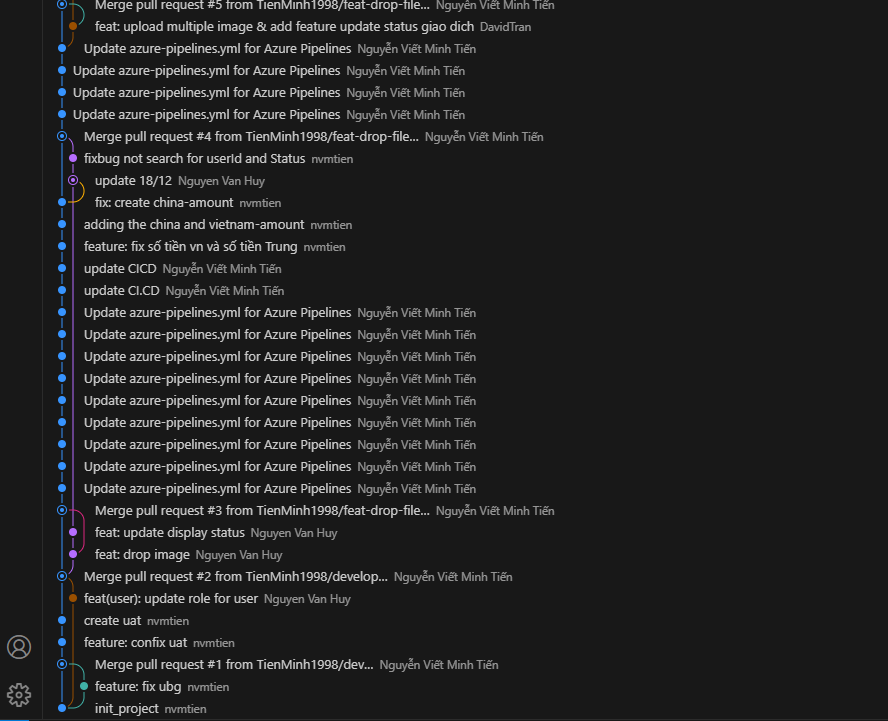 Merge pull request #5 from TienMinh1998/feat-drop-file... Nguyễn Viết Minh Tiến
feat: upload multiple image & add feature update status giao dich DavidTran
Update azure-pipelines.yml for Azure Pipelines Nguyễn Viết Minh Tiến
Update azure-pipelines.yml for Azure Pipelines Nguyễn Viết Minh Tiến
Update azure-pipelines.yml for Azure Pipelines Nguyễn Viết Minh Tiến
Update azure-pipelines.yml for Azure Pipelines Nguyễn Viết Minh Tiến
Merge pull request #4 from TienMinh1998/feat-drop-file... Nguyễn Viết Minh Tiến
fixbug not search for userId and Status nvmtien
update 18/12 Nguyen Van Huy
fix: create china-amount nvmtien
adding the china and vietnam-amount nvmtien
feature: fix số tiền vn và số tiền Trung nvmtien
update CICD Nguyễn Viết Minh Tiến
update CI.CD Nguyễn Viết Minh Tiến
Update azure-pipelines.yml for Azure Pipelines Nguyễn Viết Minh Tiến
Update azure-pipelines.yml for Azure Pipelines Nguyễn Viết Minh Tiến
Update azure-pipelines.yml for Azure Pipelines Nguyễn Viết Minh Tiến
Update azure-pipelines.yml for Azure Pipelines Nguyễn Viết Minh Tiến
Update azure-pipelines.yml for Azure Pipelines Nguyễn Viết Minh Tiến
Update azure-pipelines.yml for Azure Pipelines Nguyễn Viết Minh Tiến
Update azure-pipelines.yml for Azure Pipelines Nguyễn Viết Minh Tiến
Update azure-pipelines.yml for Azure Pipelines Nguyễn Viết Minh Tiến
Update azure-pipelines.yml for Azure Pipelines Nguyễn Viết Minh Tiến
Merge pull request #3 from TienMinh1998/feat-drop-file... Nguyễn Viết Minh Tiến
feat: update display status Nguyen Van Huy
feat: drop image Nguyen Van Huy
Merge pull request #2 from TienMinh1998/develop... Nguyễn Viết Minh Tiến
feat(user): update role for user Nguyen Van Huy
create uat nvmtien
feature: confix uat nvmtien
Merge pull request #1 from TienMinh1998/dev... Nguyễn Viết Minh Tiến
feature: fix ubg nvmtien
init_project nvmtien